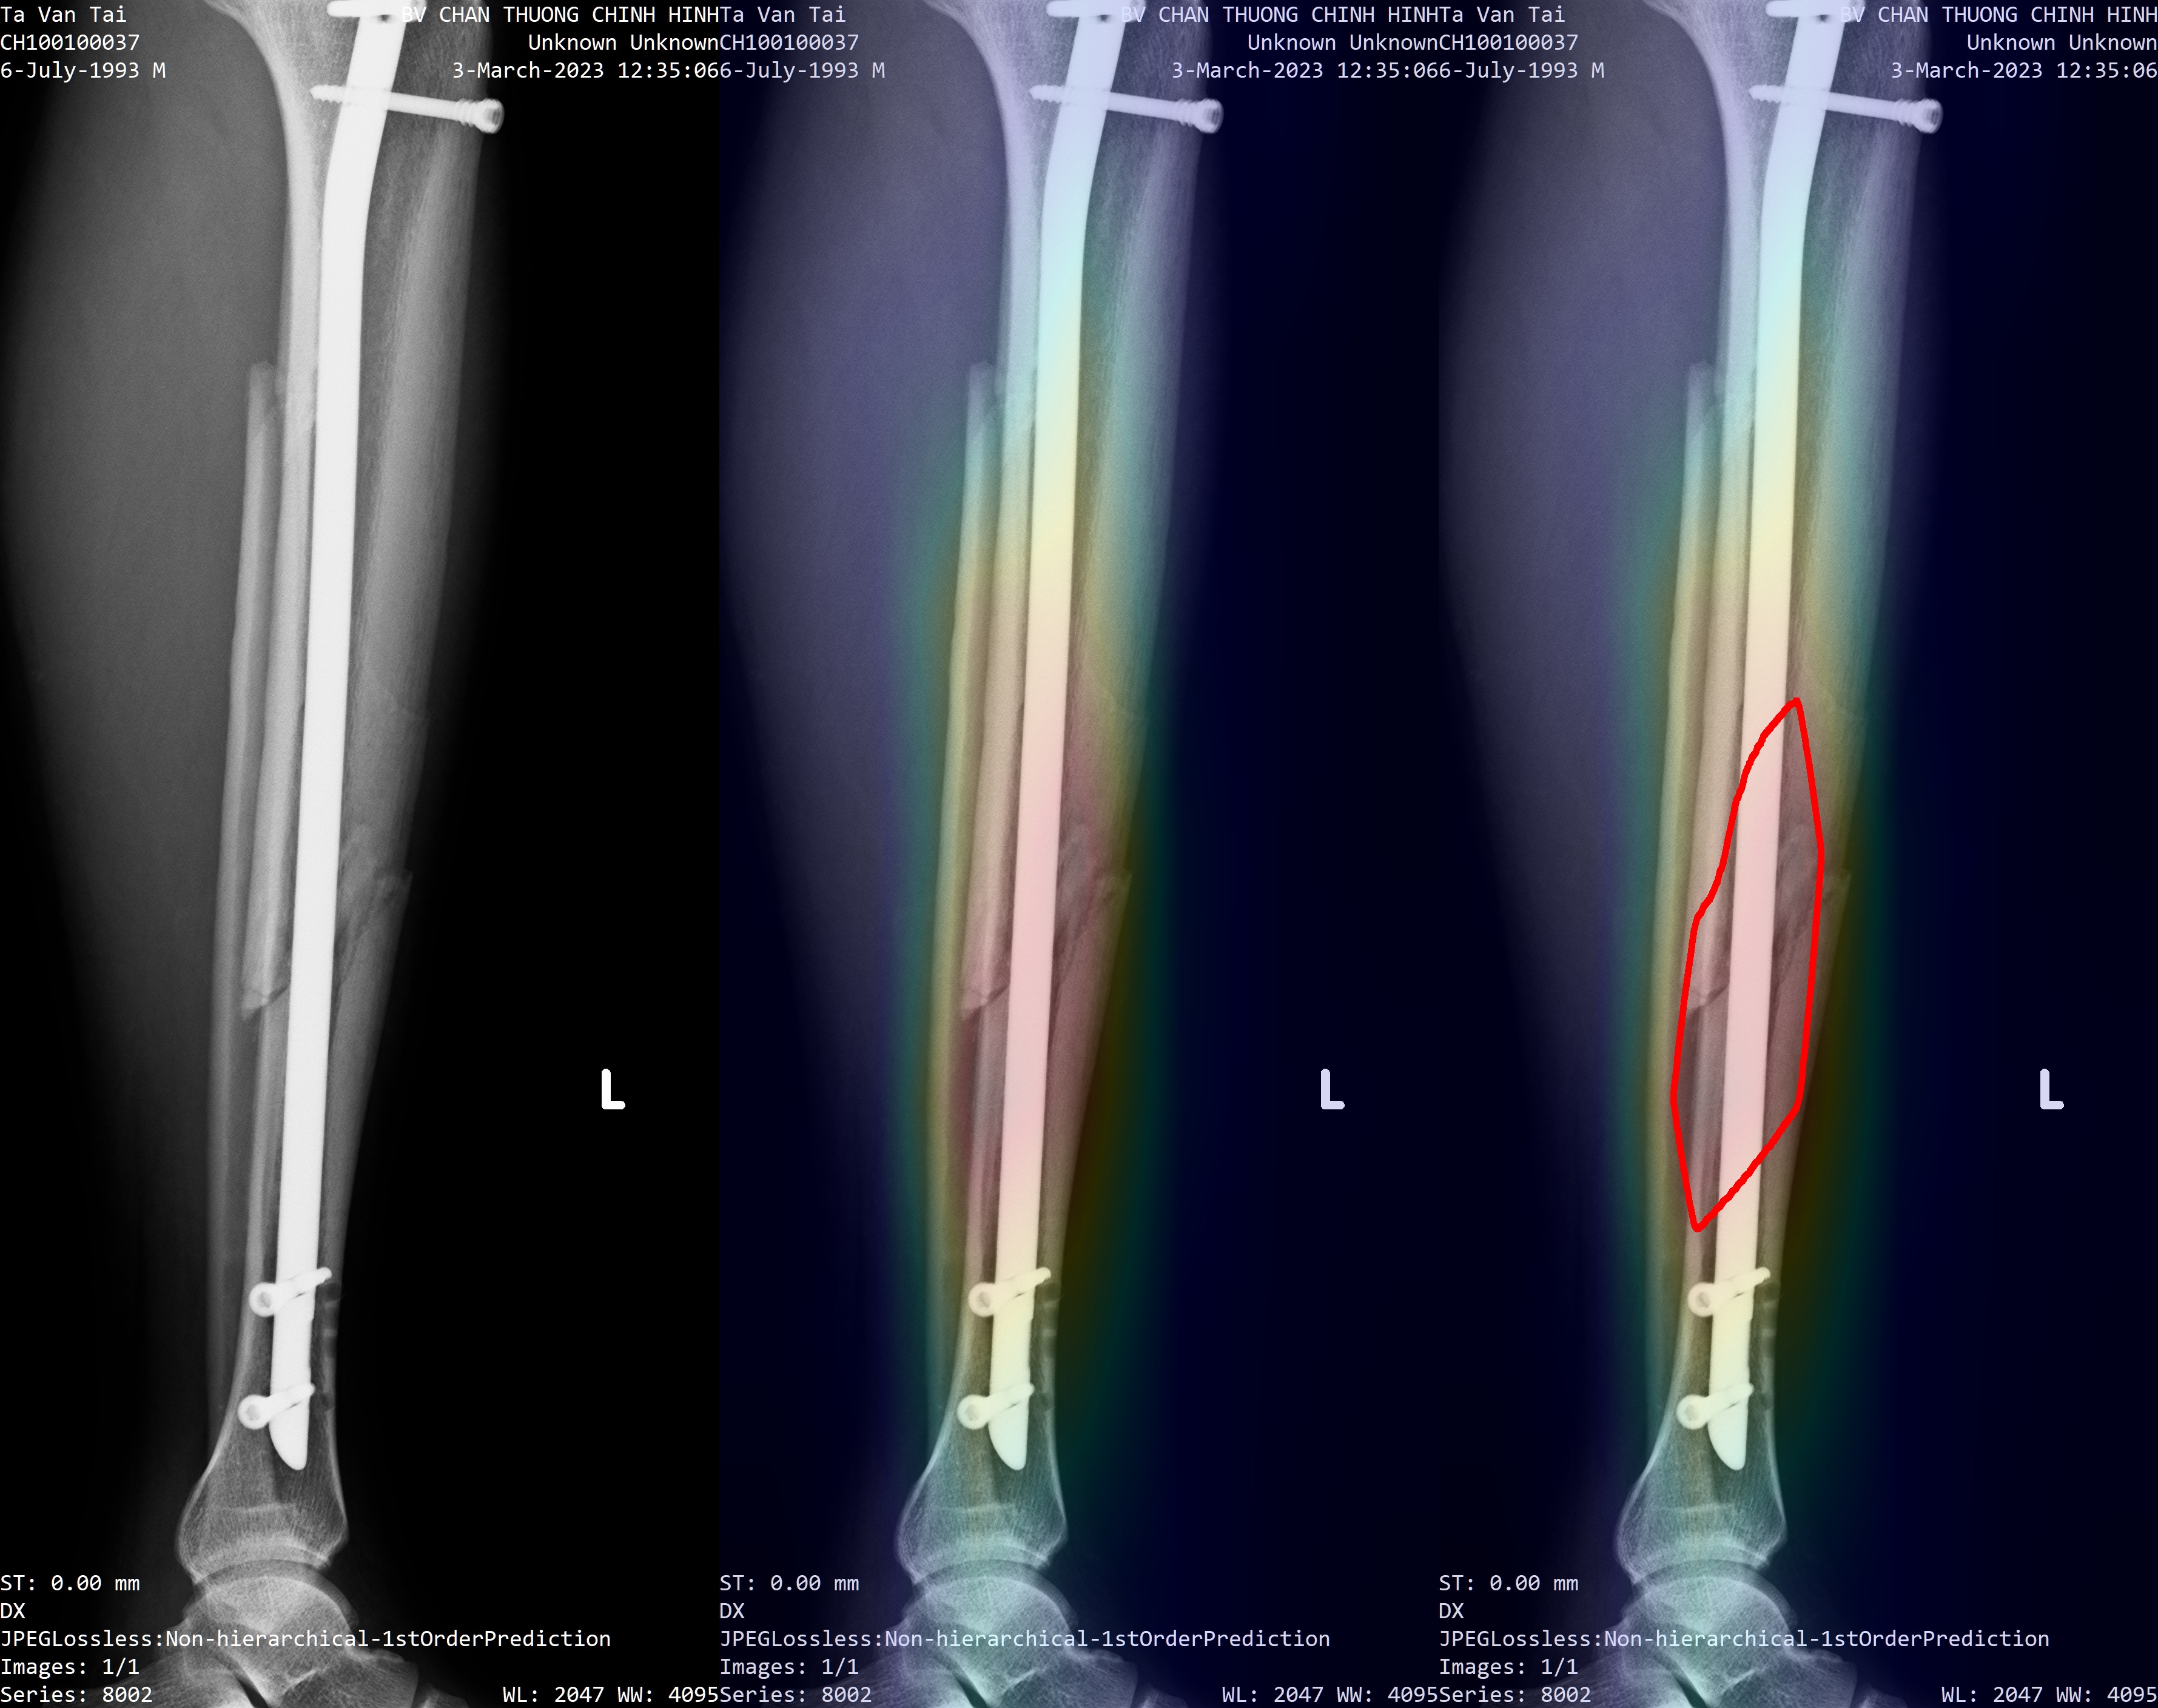 Ta Van Tai
CH100100037
6-July-1993 M
BV CHAN THUONG CHINH HINH
Unknown Unknown
3-March-2023 12:35:06
L
ST: 0.00 mm
DX
JPEGLossless:Non-hierarchical-1stOrderPrediction
Images: 1/1
Series: 8002
WL: 2047 WW: 4095
Ta Van Tai
CH100100037
6-July-1993 M
BV CHAN THUONG CHINH HINH
Unknown Unknown
3-March-2023 12:35:06
L
ST: 0.00 mm
DX
JPEGLossless:Non-hierarchical-1stOrderPrediction
Images: 1/1
Series: 8002
WL: 2047 WW: 4095
Ta Van Tai
CH100100037
6-July-1993 M
BV CHAN THUONG CHINH HINH
Unknown Unknown
3-March-2023 12:35:06
L
ST: 0.00 mm
DX
JPEGLossless:Non-hierarchical-1stOrderPrediction
Images: 1/1
Series: 8002
WL: 2047 WW: 4095